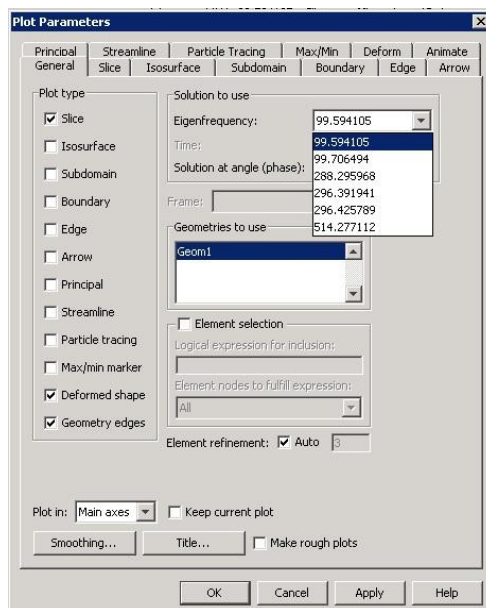 Plot Parameters
Principal Streamline Particle Tracing Max/Min Deform Animate
General Slice Isosurface Subdomain Boundary Edge Arrow
Plot type
Slice
Isosurface
Subdomain
Boundary
Edge
Arrow
Principal
Streamline
Particle tracing
Max/min marker
Deformed shape
Geometry edges
Solution to use
Eigenfrequency: 99.594105
99.594105
99.706494
288.295968
296.391941
296.425789
514.277112
Time:
Solution at angle (phase):
Frame:
Geometries to use
Geom1
Element selection
Logical expression for inclusion:
Element nodes to fulfill expression:
All
Element refinement: Auto 3
Plot in: Main axes Keep current plot
Smoothing... Title... Make rough plots
OK Cancel Apply Help